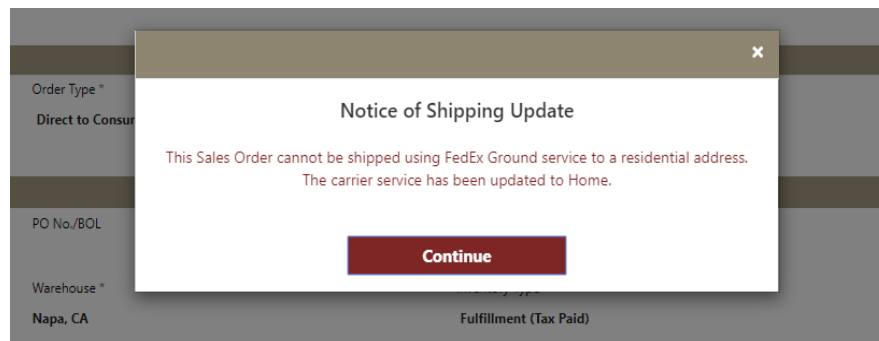 ×
Order Type *
Notice of Shipping Update
Direct to Consu
This Sales Order cannot be shipped using FedEx Ground service to a residential address.
The carrier service has been updated to Home.
PO No./BOL
Continue
Warehouse *
Napa, CA
Fulfillment (Tax Paid)